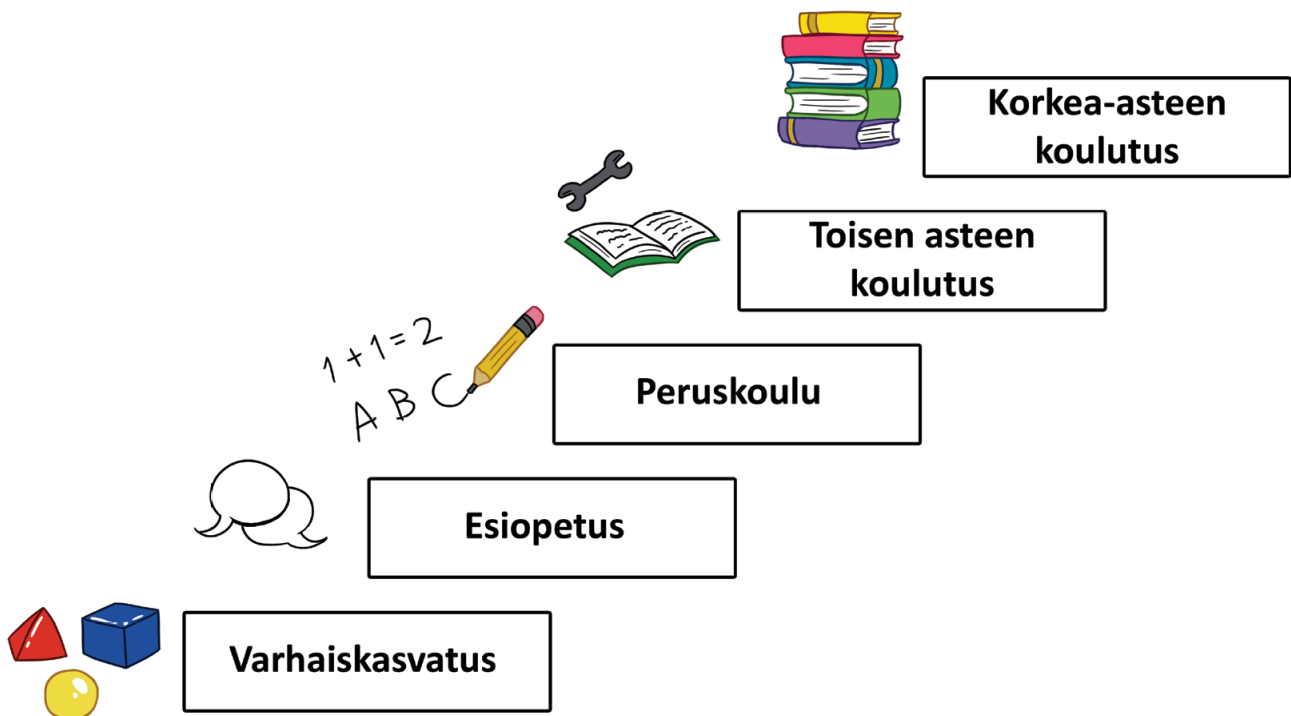 Korkea-asteen
koulutus
Toisen asteen
koulutus
1+1=2
A B C
Peruskoulu
Esiopetus
Varhaiskasvatus